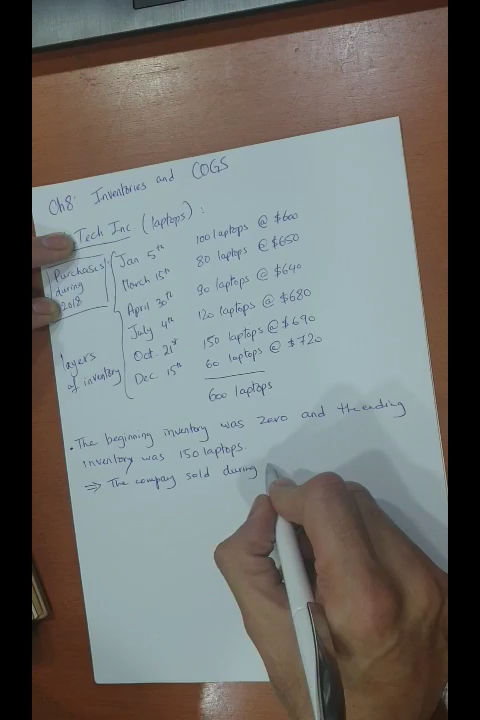 Ch8: Inventories and COGS
Tech Inc (laptops) :
Purchases during 2018
layers of inventory
Jan 5th 100 laptops @ $600
March 15th 80 laptops @ $650
April 30th 90 laptops @ $640
July 4th 120 laptops @ $680
Oct. 21st 150 laptops @ $690
Dec 15th 60 laptops @ $720
600 laptops
• The beginning inventory was zero and the ending
inventory was 150 laptops.
⇒ The company sold during